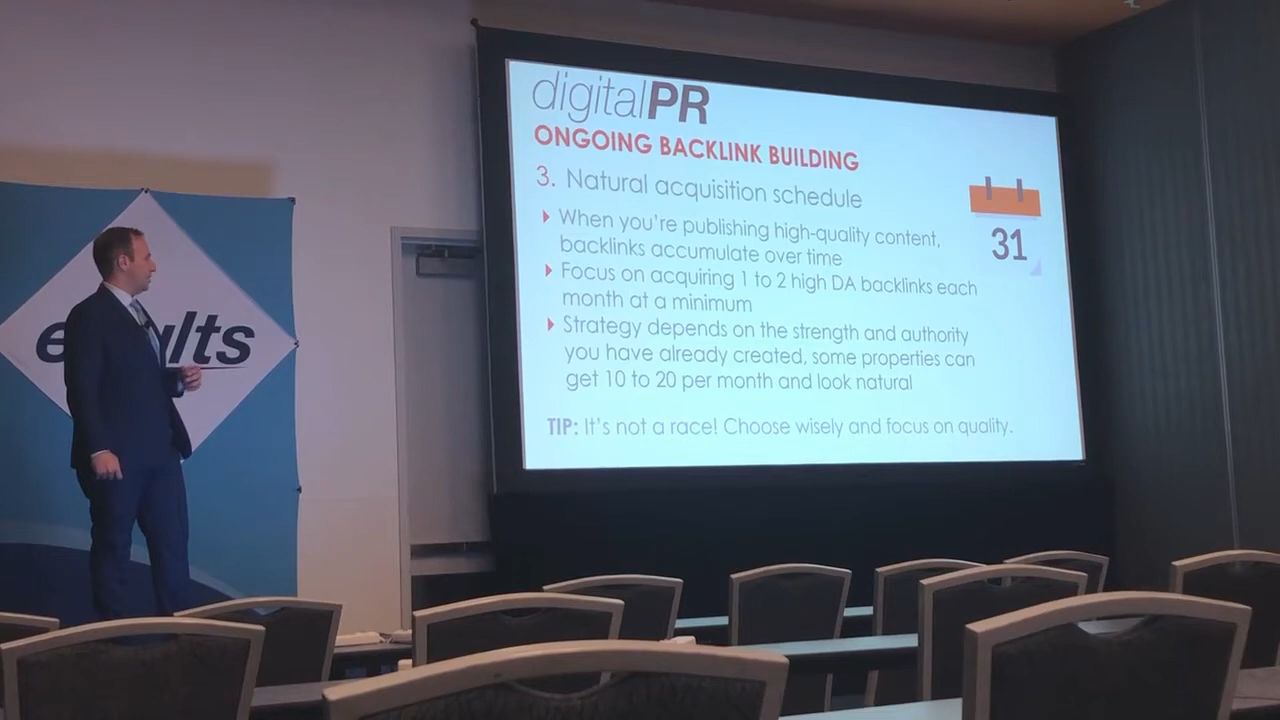 digitalPR
ONGOING BACKLINK BUILDING
3. Natural acquisition schedule
When you're publishing high-quality content,
backlinks accumulate over time
Focus on acquiring 1 to 2 high DA backlinks each
month at a minimum
Strategy depends on the strength and authority
you have already created, some properties can
get 10 to 20 per month and look natural
TIP: It's not a race! Choose wisely and focus on quality.
31